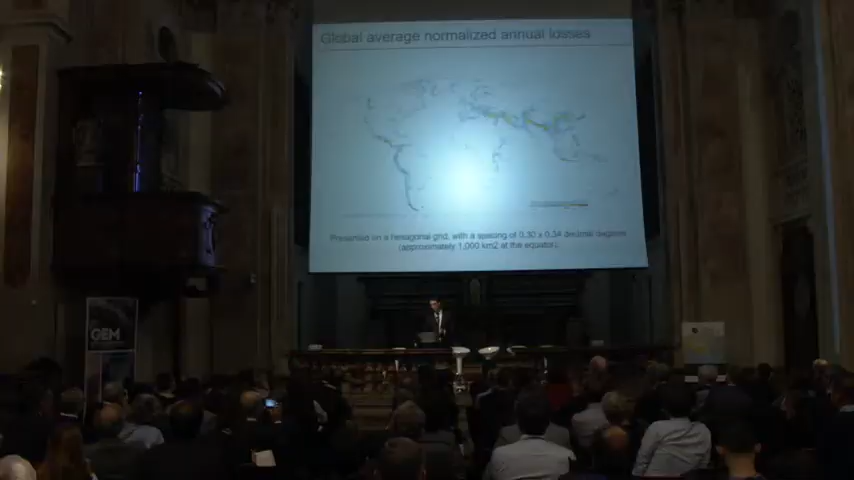 Global average normalized annual losses
Presented on a hexagonal grid, with a spacing of 0.30 x 0.34 decimal degrees
(approximately 1,000 km2 at the equator).
GEM